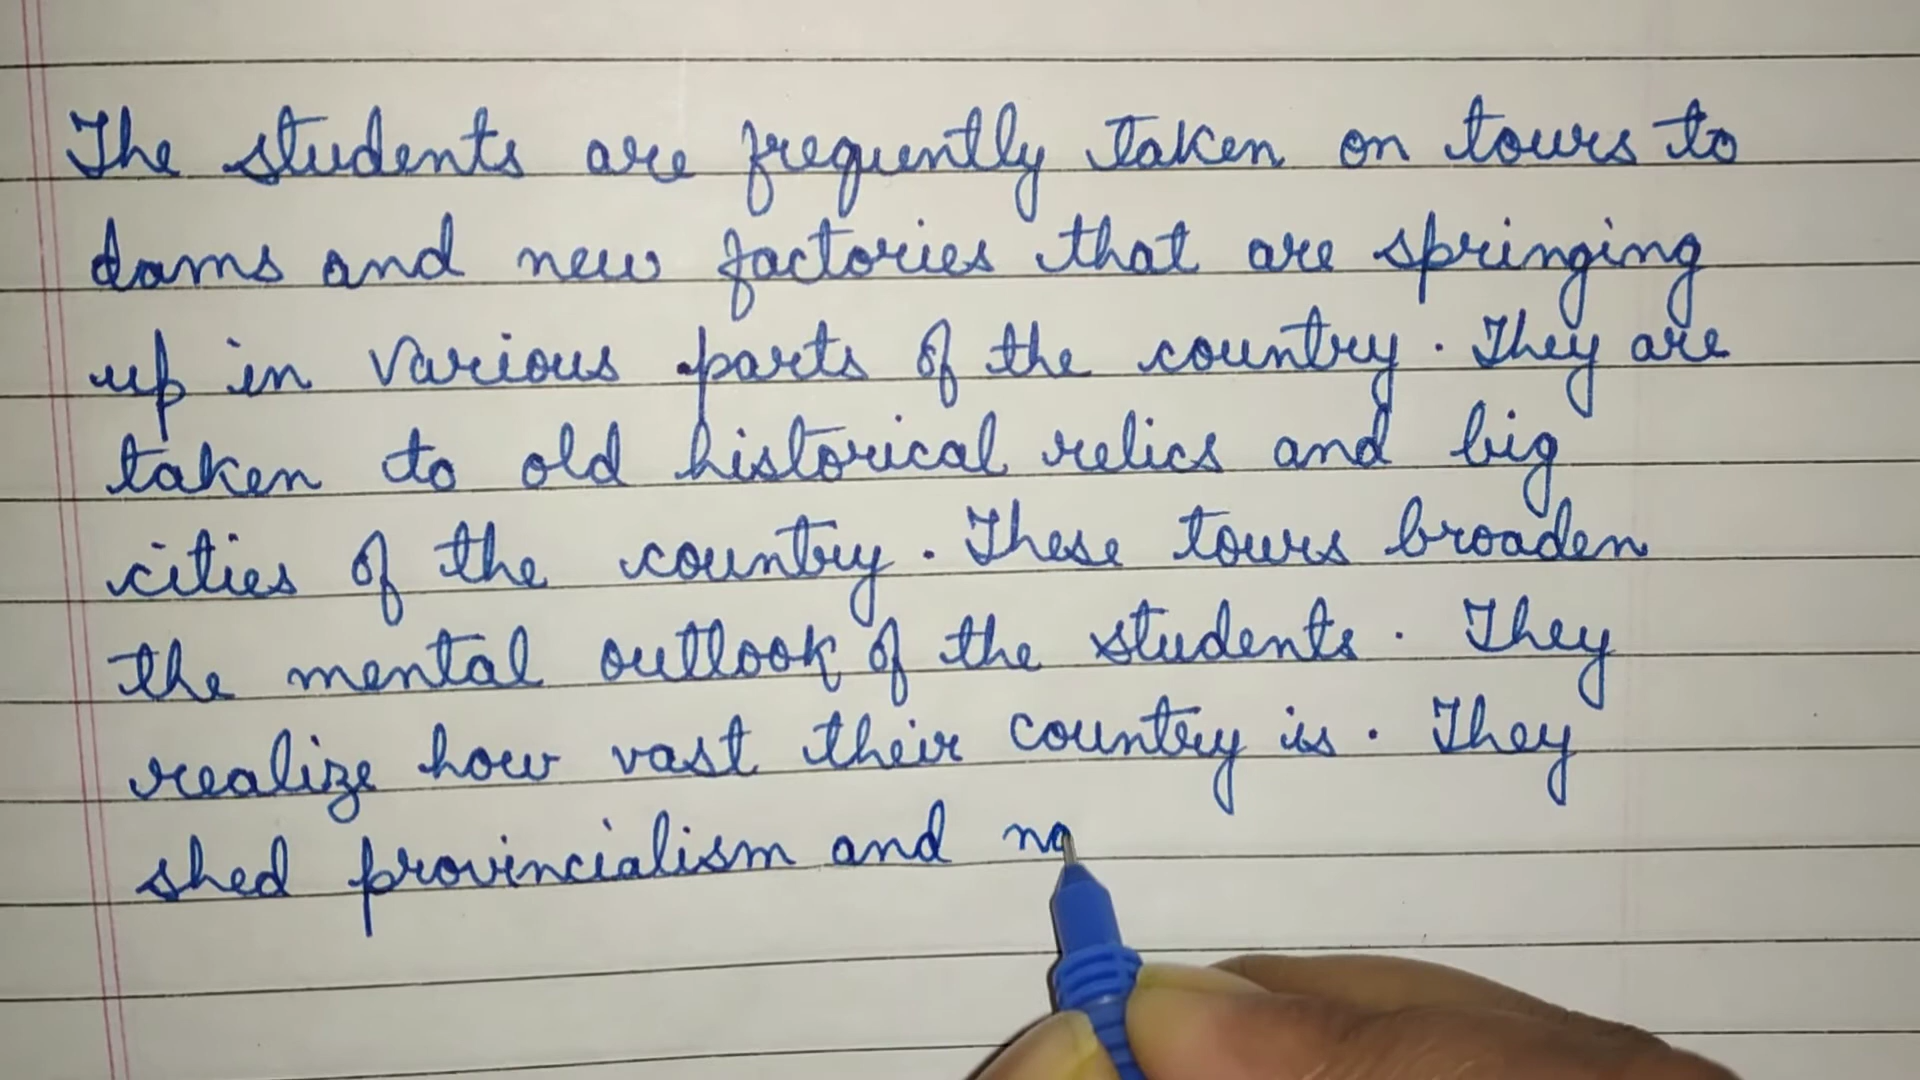 The students are frequently taken on tours to
dams and new factories that are springing
up in various parts of the country. They are
taken to old historical relics and big
cities of the country. These tours broaden
the mental outlook of the students. They
realize how vast their country is. They
shed provincialism and